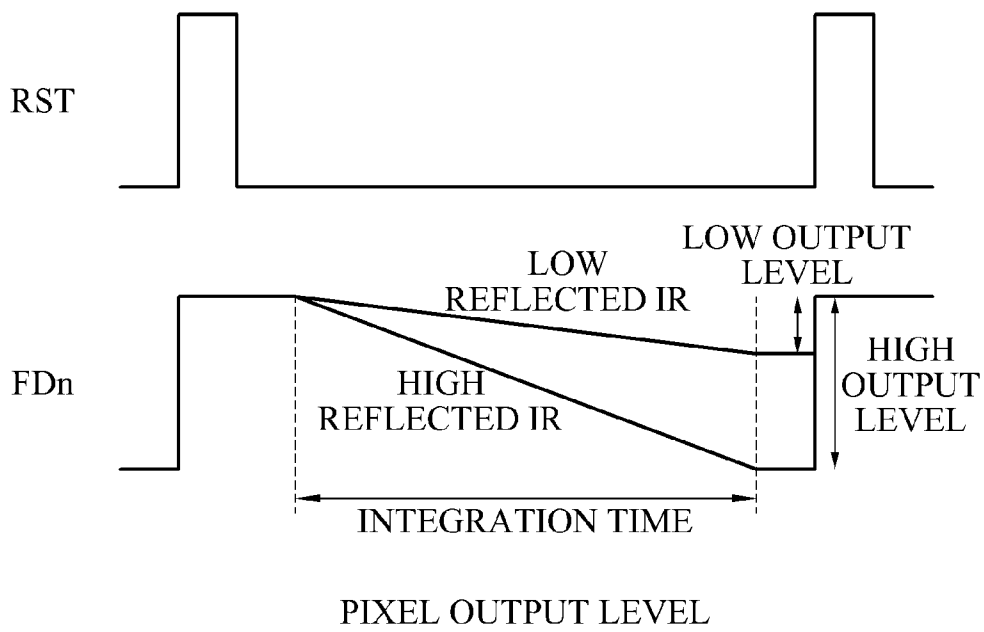 RST
LOW OUTPUT
LEVEL
LOW
REFLECTED IR
FDn
HIGH
REFLECTED IR
HIGH
OUTPUT
LEVEL
INTEGRATION TIME
PIXEL OUTPUT LEVEL